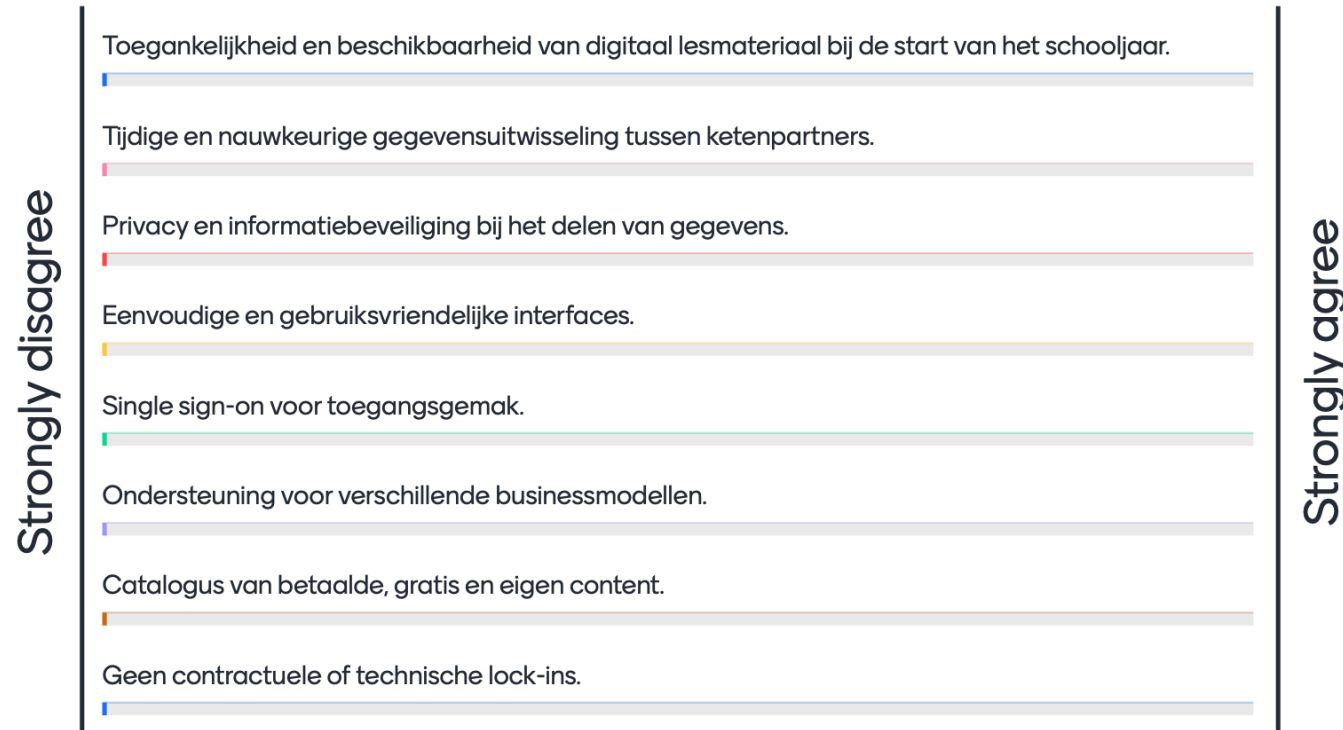 Strongly disagree
Toegankelijkheid en beschikbaarheid van digitaal lesmateriaal bij de start van het schooljaar.
Tijdige en nauwkeurige gegevensuitwisseling tussen ketenpartners.
Privacy en informatiebeveiliging bij het delen van gegevens.
Eenvoudige en gebruiksvriendelijke interfaces.
Single sign-on voor toegangsgemak.
Ondersteuning voor verschillende businessmodellen.
Catalogus van betaalde, gratis en eigen content.
Geen contractuele of technische lock-ins.
Strongly agree